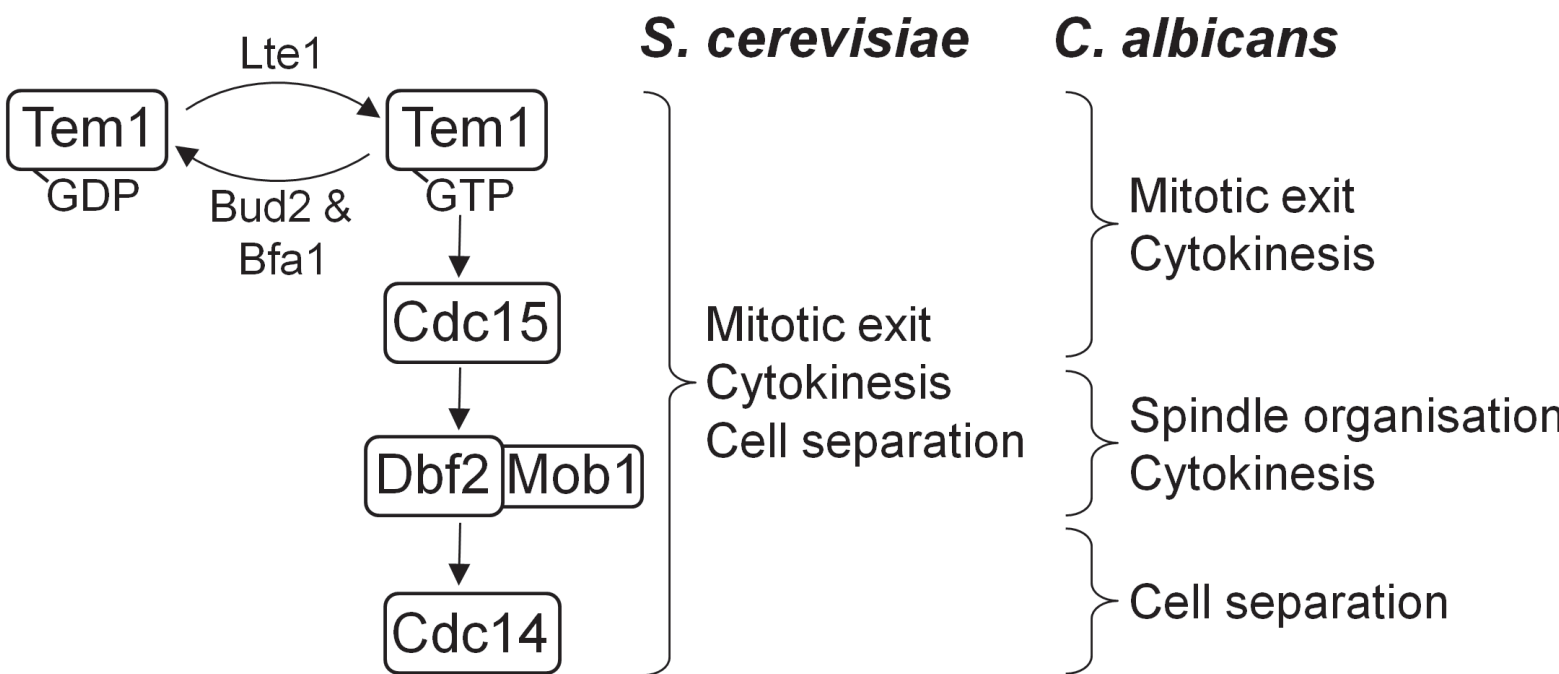 S. cerevisiae
C. albicans
Lte1
Tem1
Tem1
GDP
GTP
Bud2 &
Bfa1
Cdc15
Dbf2
Mob1
Cdc14
Mitotic exit
Cytokinesis
Cell separation
Mitotic exit
Cytokinesis
Spindle organisation
Cytokinesis
Cell separation